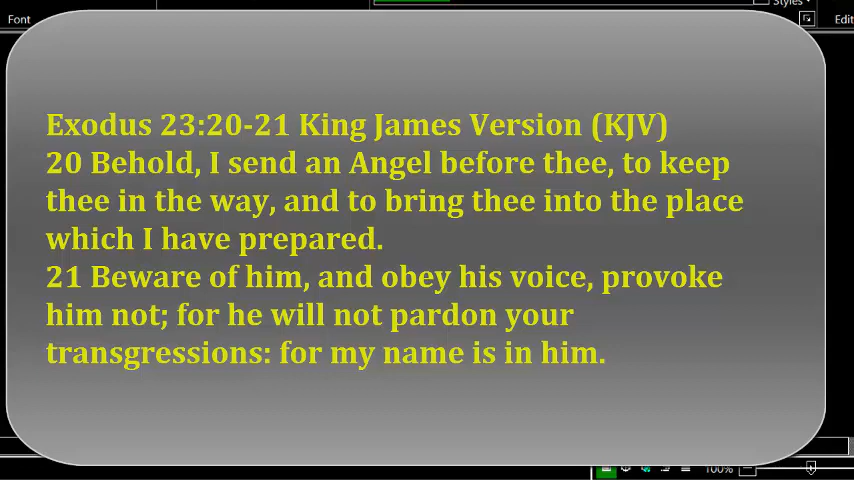 Styles
Font
Edit
Exodus 23:20-21 King James Version (KJV)
20 Behold, I send an Angel before thee, to keep
thee in the way, and to bring thee into the place
which I have prepared.
21 Beware of him, and obey his voice, provoke
him not; for he will not pardon your
transgressions: for my name is in him.
100%